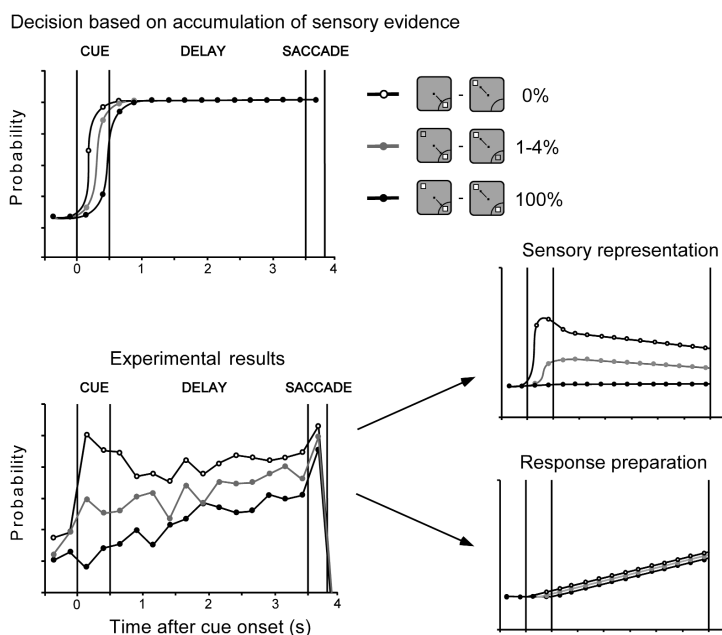 Decision based on accumulation of sensory evidence
CUE DELAY SACCADE
Probability
0 1 2 3 4
- 0%
- 1-4%
- 100%
Sensory representation
Experimental results
CUE DELAY SACCADE
Probability
0 1 2 3 4
Time after cue onset (s)
Response preparation